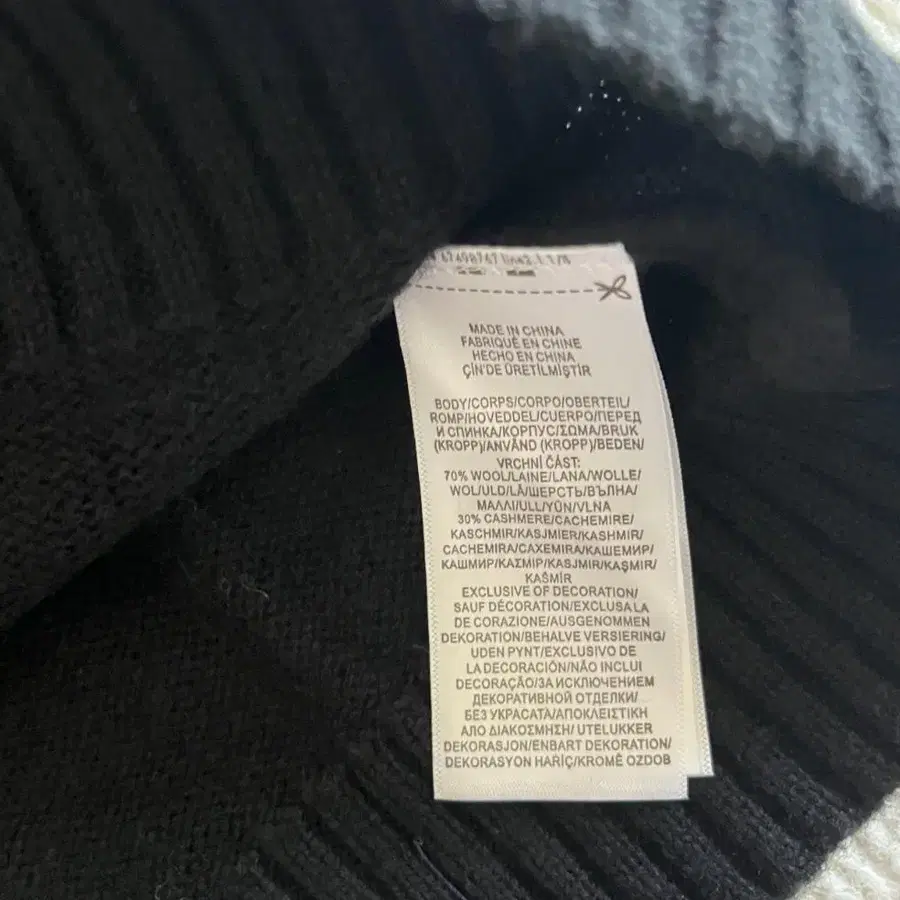 MADE IN CHINA
FABRIQUÉ EN CHINE
HECHO EN CHINA
ÇİN'DE ÜRETİLMİŞTİR
BODY/CORPS/CORPO/OBERTEIL/
ROMP/HOVEDDEL/CUERPO/ПЕРЕД
И СПИНКА/КОРПУС/ΣΩΜΑ/BRUK
(KROPP)/ANVÄND (KROPP)/BEDEN/
VRCHNÍ ČÁST:
70% WOOL/LAINE/LANA/WOLLE/
WOL/ULD/LÃ/ШЕРСТЬ/ВЪЛНА/
ΜΑΛΛΙ/ULL/YÜN/VLNA
30% CASHMERE/CACHEMIRE/
KASCHMIR/KASJMIER/KASHMIR/
CACHEMIRA/CAXEMIRA/КАШЕМИР/
КАШМИР/ΚΑΣΜΙΡ/KASJMIR/KAŞMİR/
KAŠMÍR
EXCLUSIVE OF DECORATION/
SAUF DÉCORATION/EXCLUSA LA
DE CORAZIONE/AUSGENOMMEN
DEKORATION/BEHALVE VERSIERING/
UDEN PYNT/EXCLUSIVO DE
LA DECORACIÓN/NÃO INCLUI
DECORAÇÃO/ЗА ИСКЛЮЧЕНИЕМ
ДЕКОРАТИВНОЙ ОТДЕЛКИ/
БЕЗ УКРАСАТА/ΑΠΟΚΛΕΙΣΤΙΚΗ
ΑΠΟ ΔΙΑΚΟΣΜΗΣΗ/ UTELUKKER
DEKORASJON/ENBART DEKORATION/
DEKORASYON HARİÇ/KROMĚ OZDOB